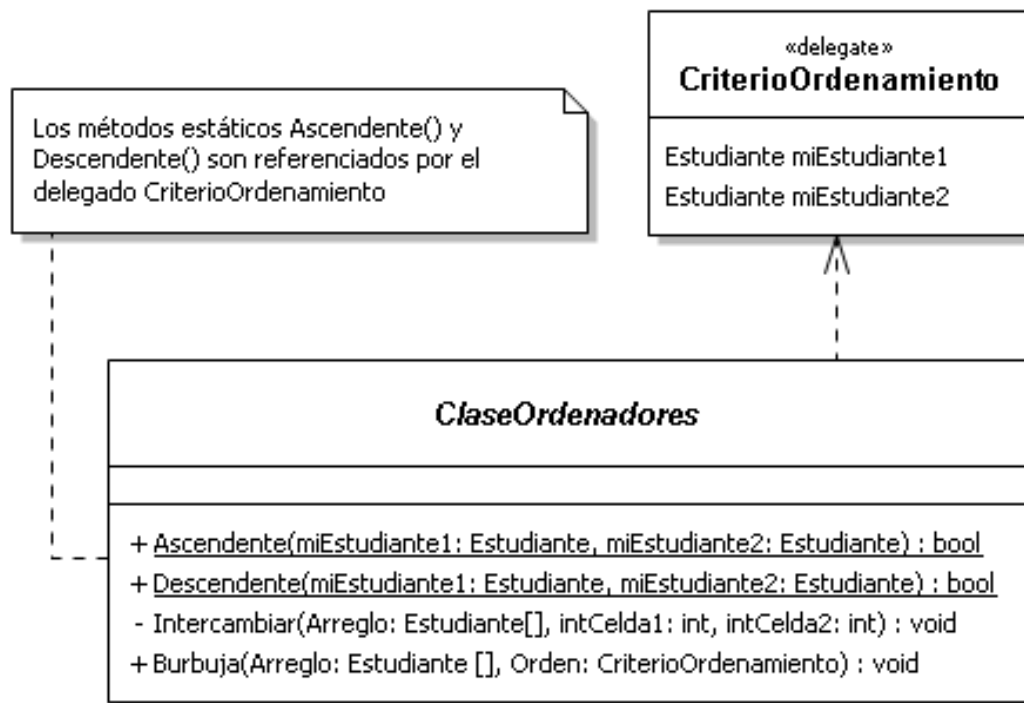 Los métodos estáticos Ascendente() y
Descendente() son referenciados por el
delegado CriterioOrdenamiento
«delegate»
CriterioOrdenamiento
Estudiante miEstudiante1
Estudiante miEstudiante2
ClaseOrdenadores
+ Ascendente(miEstudiante1: Estudiante, miEstudiante2: Estudiante) : bool
+ Descendente(miEstudiante1: Estudiante, miEstudiante2: Estudiante) : bool
- Intercambiar(Arreglo: Estudiante[], intCelda1: int, intCelda2: int) : void
+ Burbuja(Arreglo: Estudiante [], Orden: CriterioOrdenamiento) : void